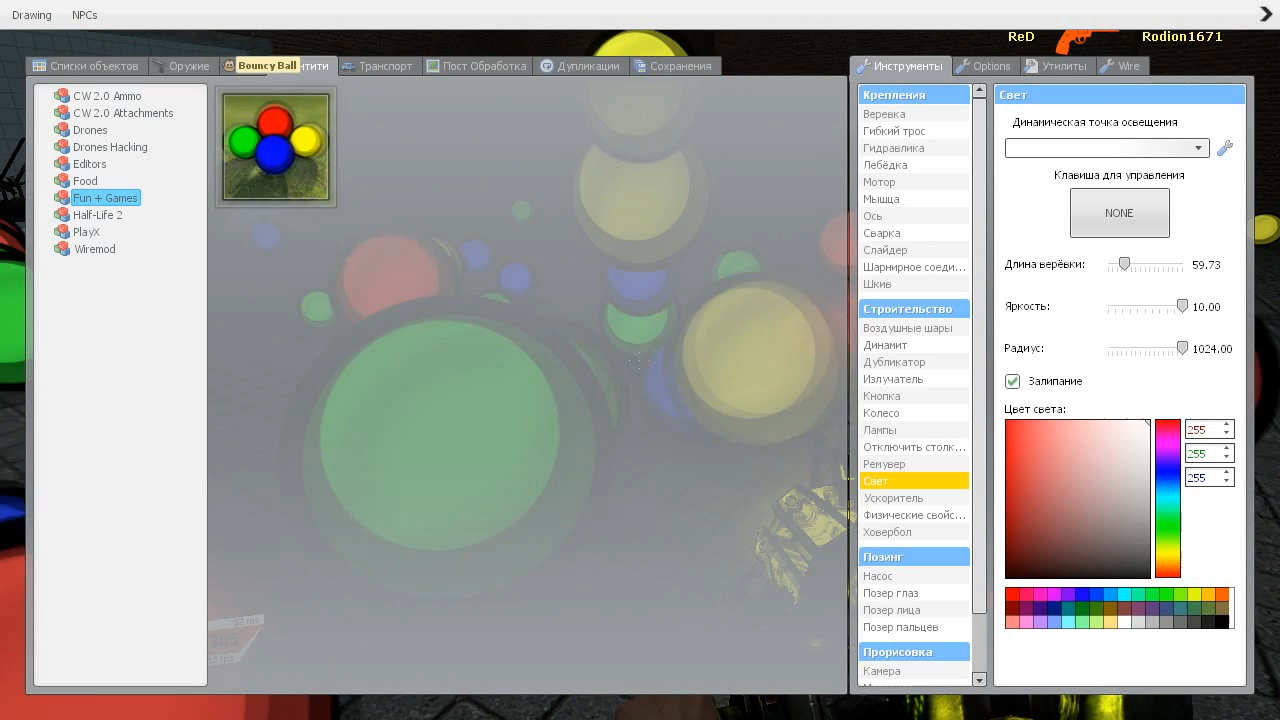 Drawing NPCs
ReD Rodion1671
Списки объектов Оружие Bouncy Ball нтити Транспорт Пост Обработка Дупликации Сохранения
Инструменты Options Утилиты Wire
CW 2.0 Ammo
CW 2.0 Attachments
Drones
Drones Hacking
Editors
Food
Fun + Games
Half-Life 2
PlayX
Wiremod
Крепления
Веревка
Гибкий трос
Гидравлика
Лебёдка
Мотор
Мышца
Ось
Сварка
Слайдер
Шарнирное соеди...
Шкив
Строительство
Воздушные шары
Динамит
Дубликатор
Излучатель
Кнопка
Колесо
Лампы
Отключить столк...
Ремувер
Свет
Ускоритель
Физические свойс...
Ховербол
Позинг
Насос
Позер глаз
Позер лица
Позер пальцев
Прорисовка
Камера
Свет
Динамическая точка освещения
Клавиша для управления
NONE
Длина верёвки: 59.73
Яркость: 10.00
Радиус: 1024.00
Залипание
Цвет света:
255
255
255
52 ms